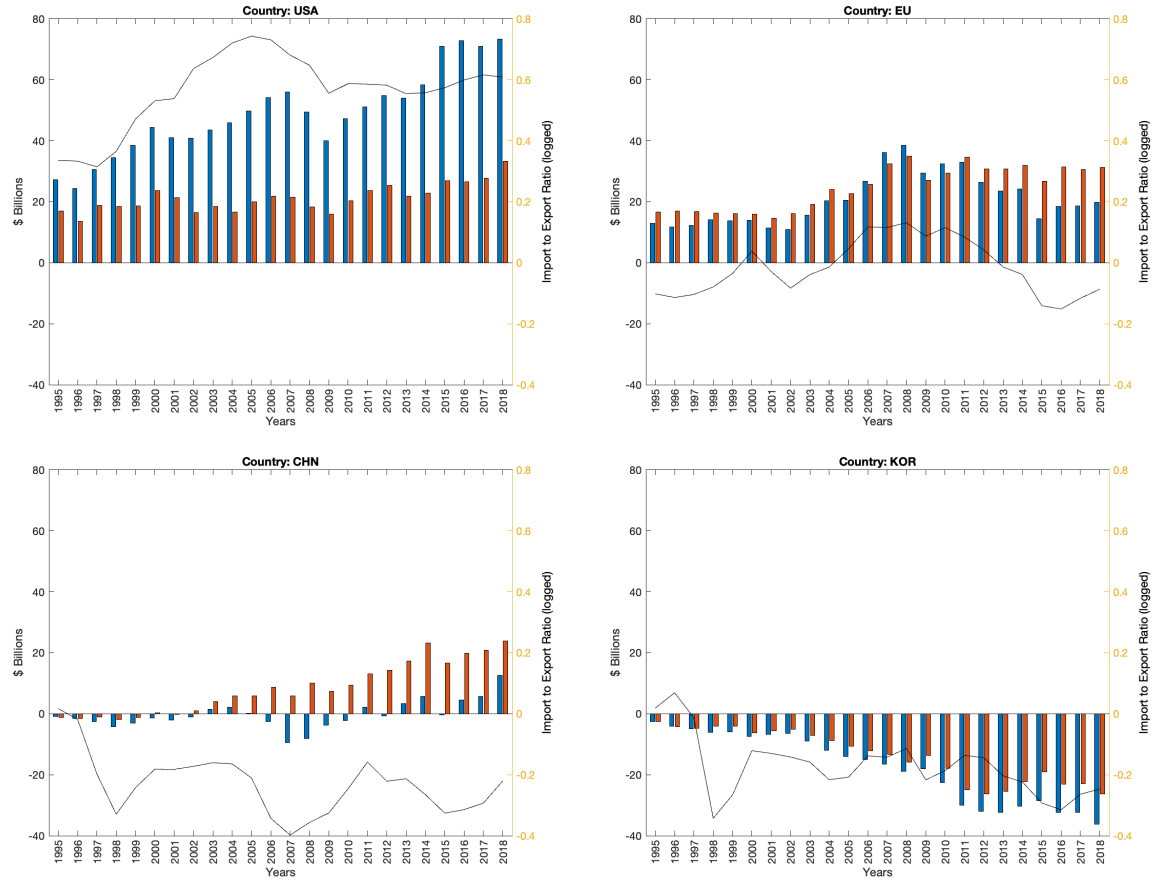 Country: USA
80
60
40
20
0
-20
-40
$ Billions
0.8
0.6
0.4
0.2
0
-0.2
-0.4
Import to Export Ratio (logged)
1995 1996 1997 1998 1999 2000 2001 2002 2003 2004 2005 2006 2007 2008 2009 2010 2011 2012 2013 2014 2015 2016 2017 2018
Years
Country: EU
80
60
40
20
0
-20
-40
$ Billions
0.8
0.6
0.4
0.2
0
-0.2
-0.4
Import to Export Ratio (logged)
1995 1996 1997 1998 1999 2000 2001 2002 2003 2004 2005 2006 2007 2008 2009 2010 2011 2012 2013 2014 2015 2016 2017 2018
Years
Country: CHN
80
60
40
20
0
-20
-40
$ Billions
0.8
0.6
0.4
0.2
0
-0.2
-0.4
Import to Export Ratio (logged)
1995 1996 1997 1998 1999 2000 2001 2002 2003 2004 2005 2006 2007 2008 2009 2010 2011 2012 2013 2014 2015 2016 2017 2018
Years
Country: KOR
80
60
40
20
0
-20
-40
$ Billions
0.8
0.6
0.4
0.2
0
-0.2
-0.4
Import to Export Ratio (logged)
1995 1996 1997 1998 1999 2000 2001 2002 2003 2004 2005 2006 2007 2008 2009 2010 2011 2012 2013 2014 2015 2016 2017 2018
Years